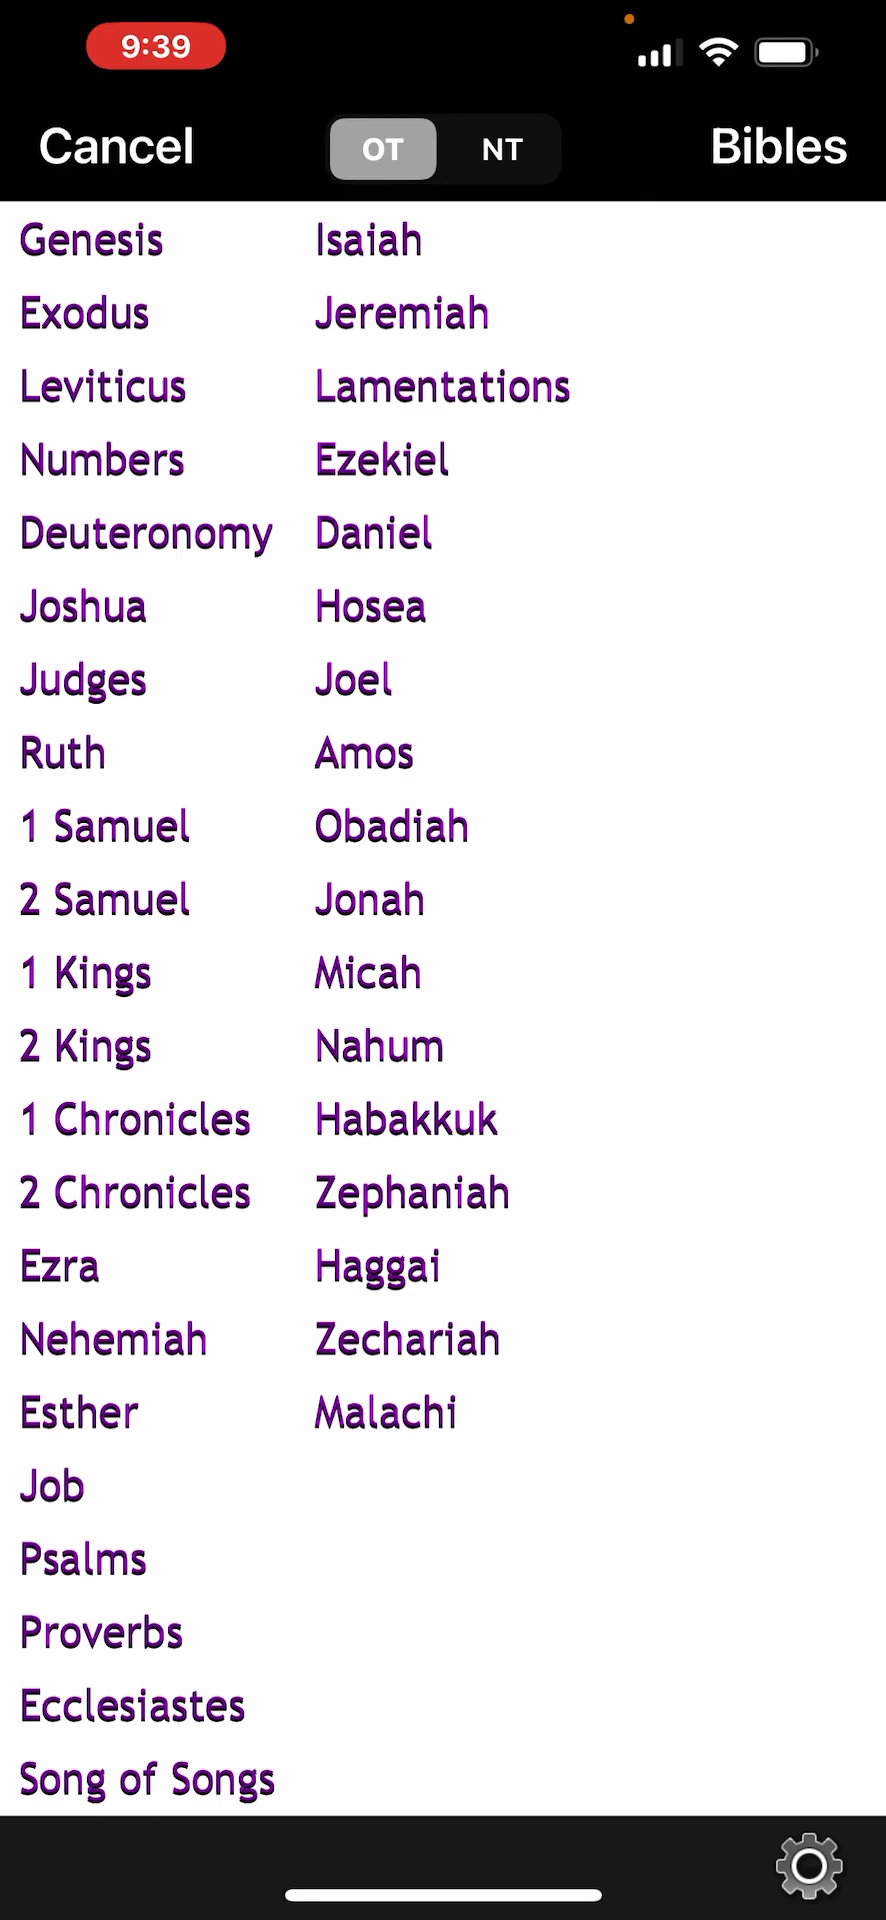 9:39
Cancel OT NT Bibles
Genesis
Exodus
Leviticus
Numbers
Deuteronomy
Joshua
Judges
Ruth
1 Samuel
2 Samuel
1 Kings
2 Kings
1 Chronicles
2 Chronicles
Ezra
Nehemiah
Esther
Job
Psalms
Proverbs
Ecclesiastes
Song of Songs
Isaiah
Jeremiah
Lamentations
Ezekiel
Daniel
Hosea
Joel
Amos
Obadiah
Jonah
Micah
Nahum
Habakkuk
Zephaniah
Haggai
Zechariah
Malachi